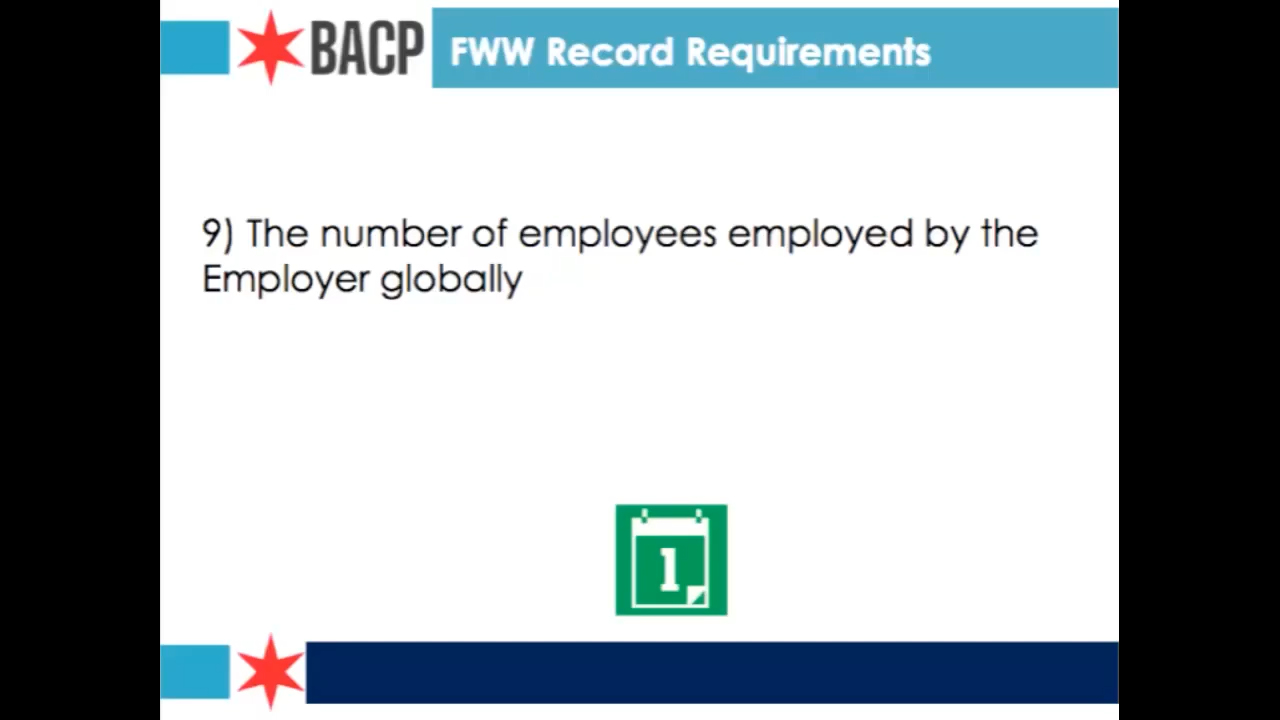 BACP
FWW Record Requirements
9) The number of employees employed by the
Employer globally
1